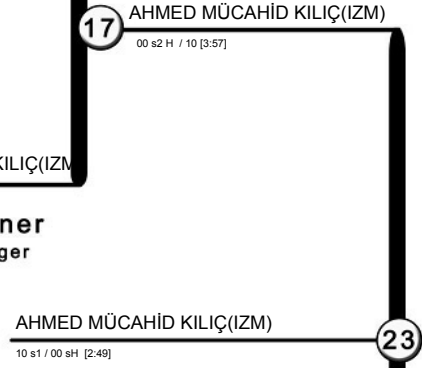 AHMED MÜCAHİD KILIÇ(IZM)
17
00 s2 H / 10 [3:57]
KILIÇ(IZM
ner
ger
AHMED MÜCAHİD KILIÇ(IZM)
23
10 s1 / 00 sH [2:49]